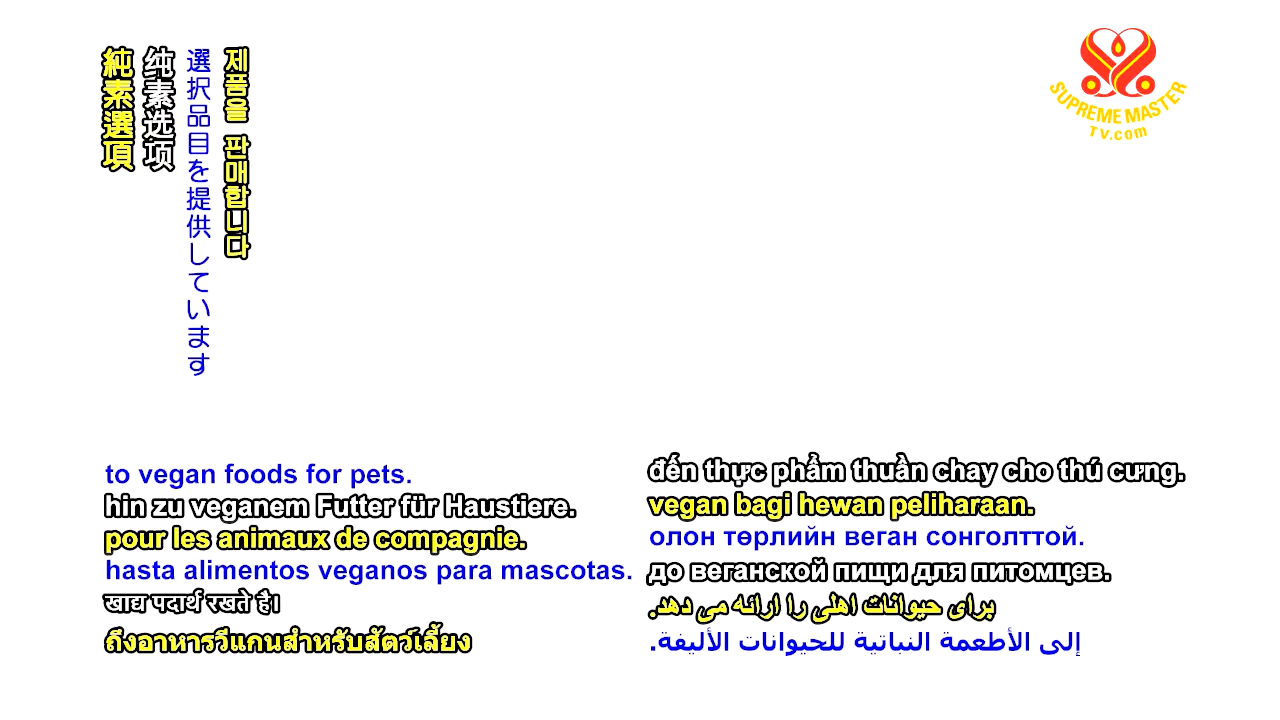 純素選項
纯素选项
選択品目を提供しています
제품을 판매합니다
SUPREME MASTER
TV.com
to vegan foods for pets.
hin zu veganem Futter für Haustiere.
pour les animaux de compagnie.
hasta alimentos veganos para mascotas.
खाद्य पदार्थ रखते है।
ถึงอาหารวีแกนสำหรับสัตว์เลี้ยง
đến thực phẩm thuần chay cho thú cưng.
vegan bagi hewan peliharaan.
олон төрлийн веган сонголттой.
до веганской пищи для питомцев.
برای حیوانات اهلی را ارائه می دهد.
إلى الأطعمة النباتية للحيوانات الأليفة.